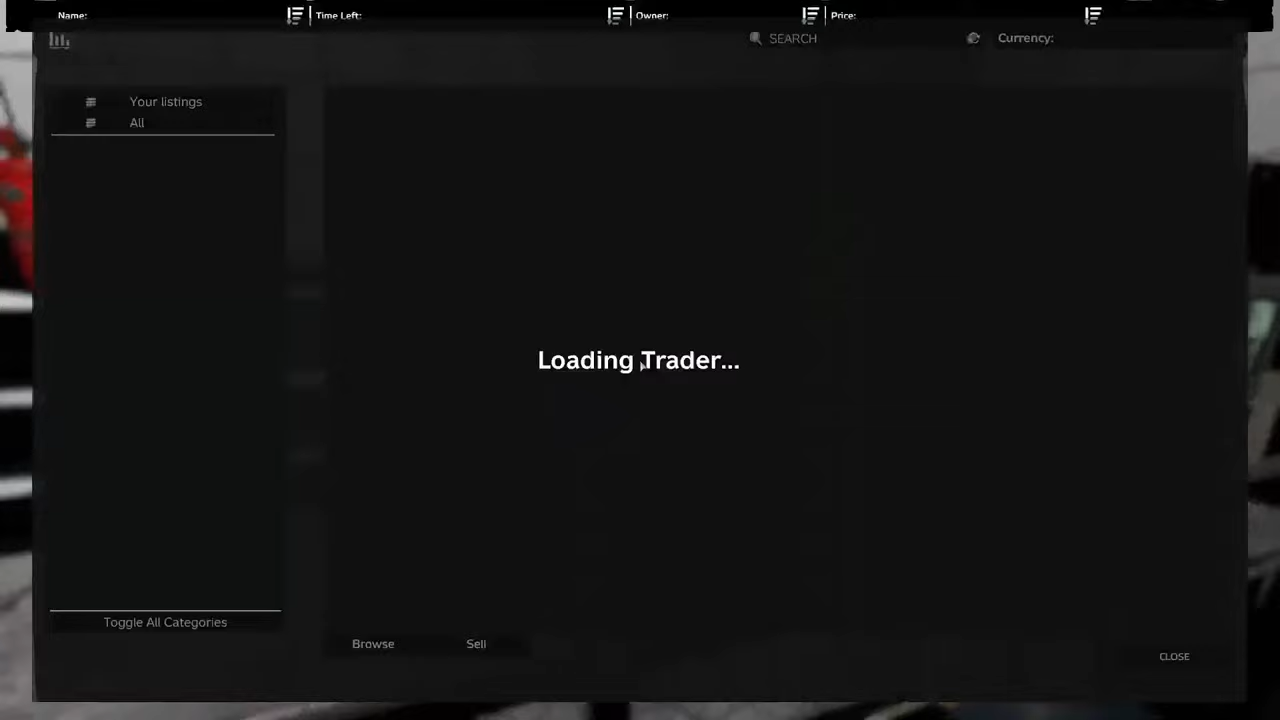 Name: Time Left: Owner: Price:
SEARCH Currency:
Your listings
All
Loading Trader...
Toggle All Categories
Browse Sell
CLOSE